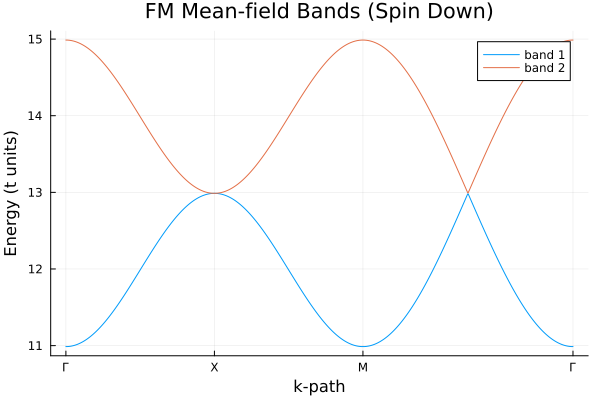 FM Mean-field Bands (Spin Down)
Energy (t units)
15
14
13
12
11
band 1
band 2
Γ
X
M
Γ
k-path